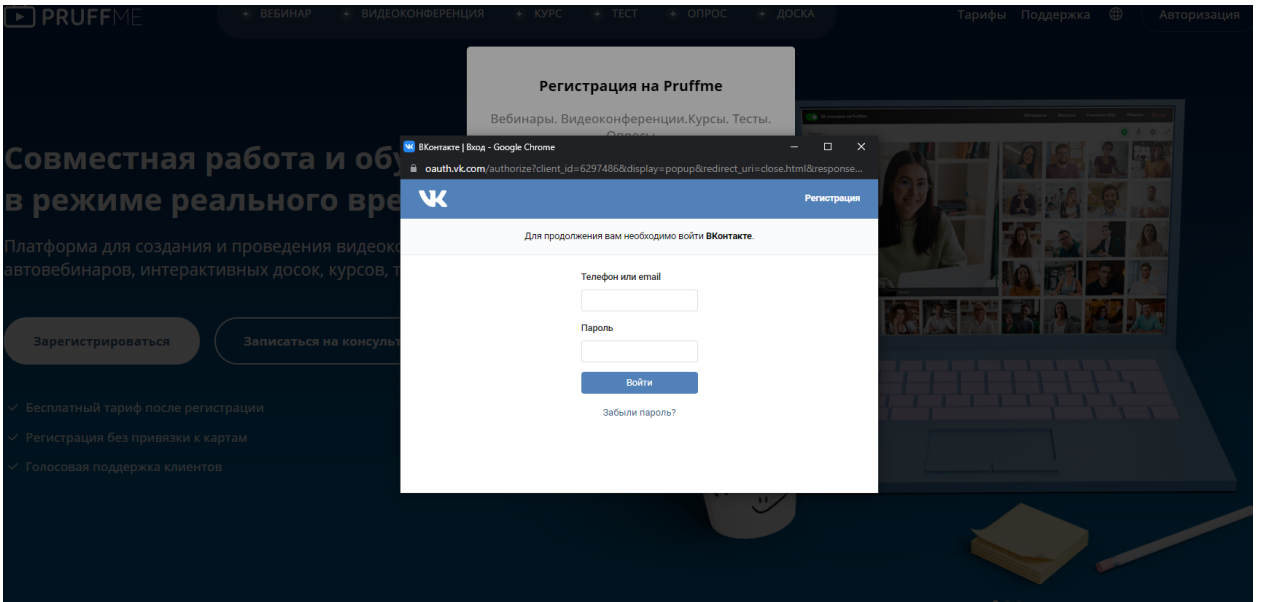 PRUFFME
+ ВЕБИНАР + ВИДЕОКОНФЕРЕНЦИЯ + КУРС + ТЕСТ + ОПРОС + ДОСКА
Тарифы Поддержка Авторизация
Регистрация на Pruffme
Вебинары. Видеоконференции.Курсы. Тесты.
Опросы
Совместная работа и обу
в режиме реального вре
Платформа для создания и проведения видеоко
автовебинаров, интерактивных досок, курсов, т
Зарегистрироваться
Записаться на консульт
✓ Бесплатный тариф после регистрации
✓ Регистрация без привязки к картам
✓ Голосовая поддержка клиентов
ВКонтакте | Вход - Google Chrome
oauth.vk.com/authorize?client_id=6297486&display=popup&redirect_uri=close.html&response...
Регистрация
Для продолжения вам необходимо войти ВКонтакте.
Телефон или email
Пароль
Войти
Забыли пароль?